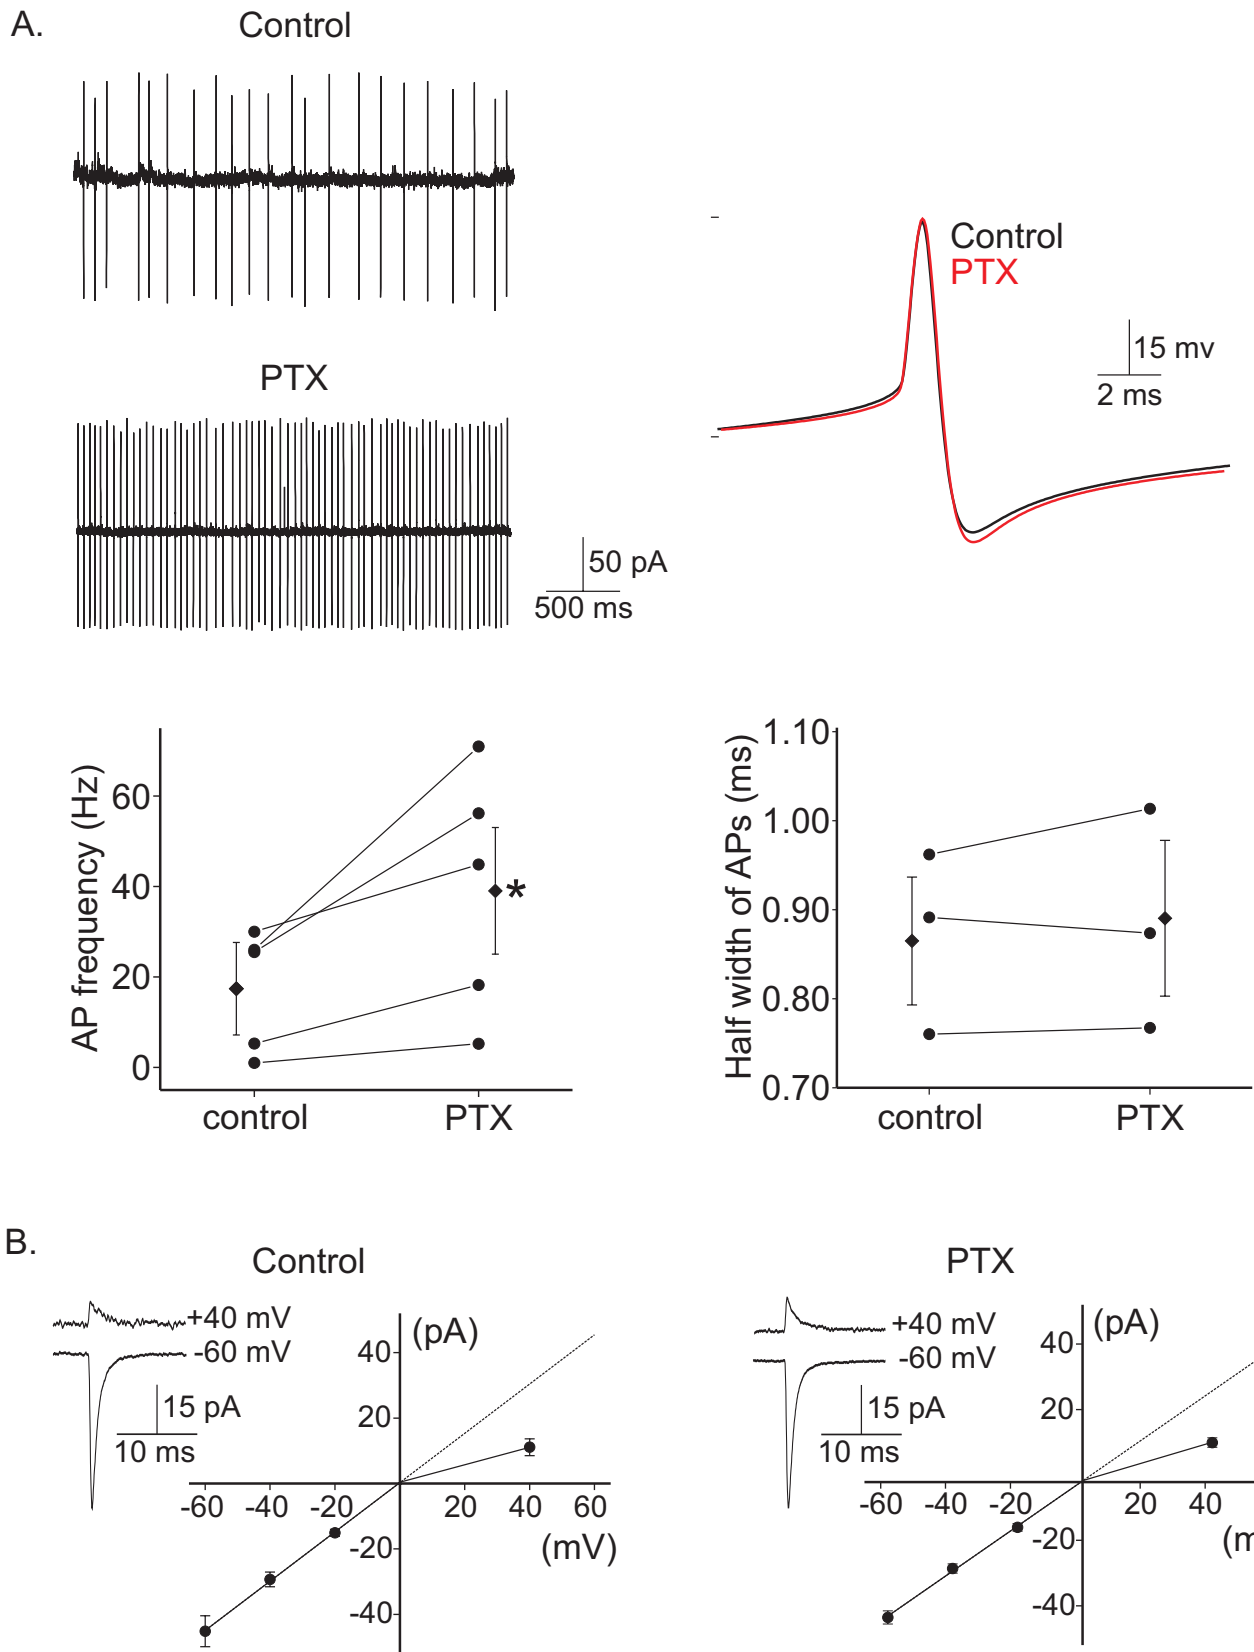 A.
Control
PTX
50 pA
500 ms
Control
PTX
15 mv
2 ms
AP frequency (Hz)
60
40
20
0
control
PTX
*
Half width of APs (ms)
1.10
1.00
0.90
0.80
0.70
control
PTX
B.
Control
+40 mV
-60 mV
15 pA
10 ms
(pA)
40
20
-60 -40 -20 20 40 60
(mV)
-20
-40
PTX
+40 mV
-60 mV
15 pA
10 ms
(pA)
40
20
-60 -40 -20 20 40
(m
-20
-40